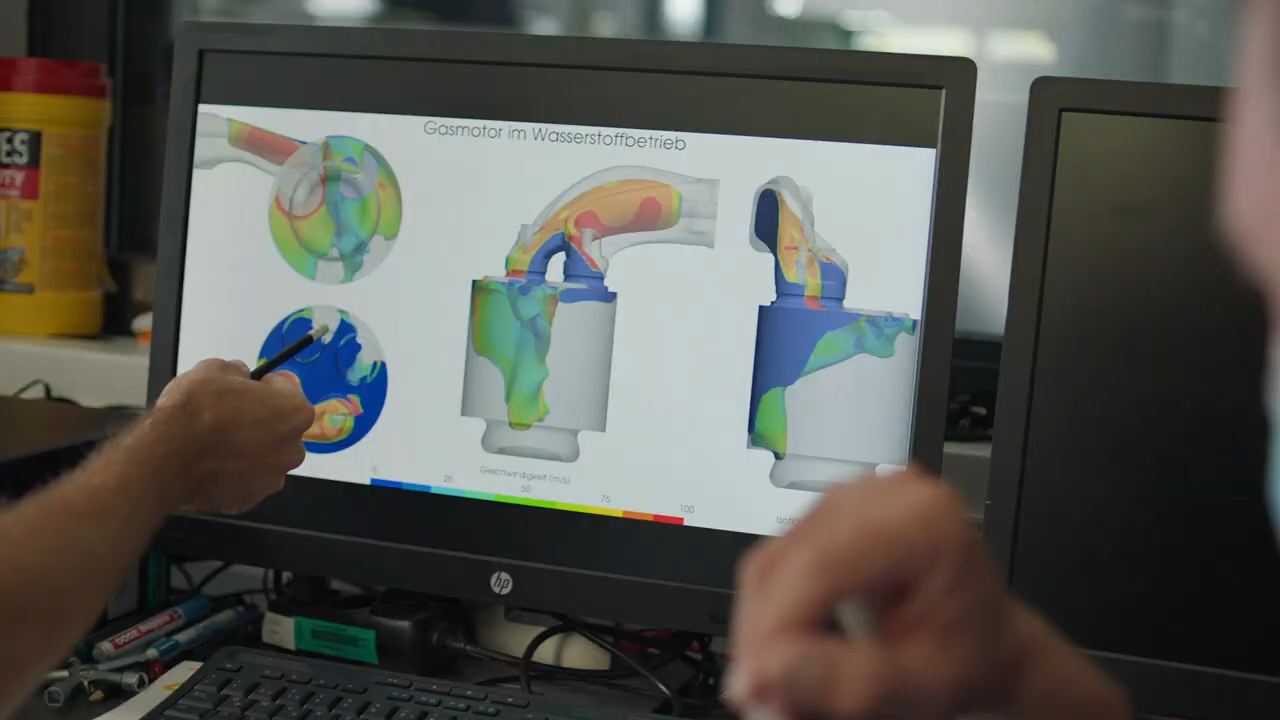 Gasmotor im Wasserstoffbetrieb
Geschwindigkeit (m/s)
0 25 50 75 100
hp